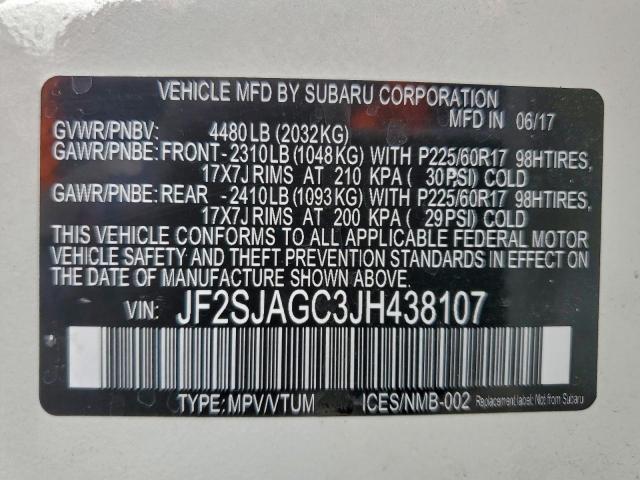 VEHICLE MFD BY SUBARU CORPORATION
MFD IN 06/17
GVWR/PNBV: 4480LB (2032KG)
GAWR/PNBE: FRONT-2310LB (1048KG) WITH P225/60R17 98HTIRES,
17X7J RIMS AT 210 KPA ( 30PSI) COLD
GAWR/PNBE: REAR -2410LB (1093KG) WITH P225/60R17 98HTIRES,
17X7J RIMS AT 200 KPA ( 29PSI) COLD
THIS VEHICLE CONFORMS TO ALL APPLICABLE FEDERAL MOTOR
VEHICLE SAFETY AND THEFT PREVENTION STANDARDS IN EFFECT ON
THE DATE OF MANUFACTURE SHOWN ABOVE.
VIN: JF2SJAGC3JH438107
TYPE: MPV/VTUM ICES/NMB-002 Replacement label: Not from Subaru